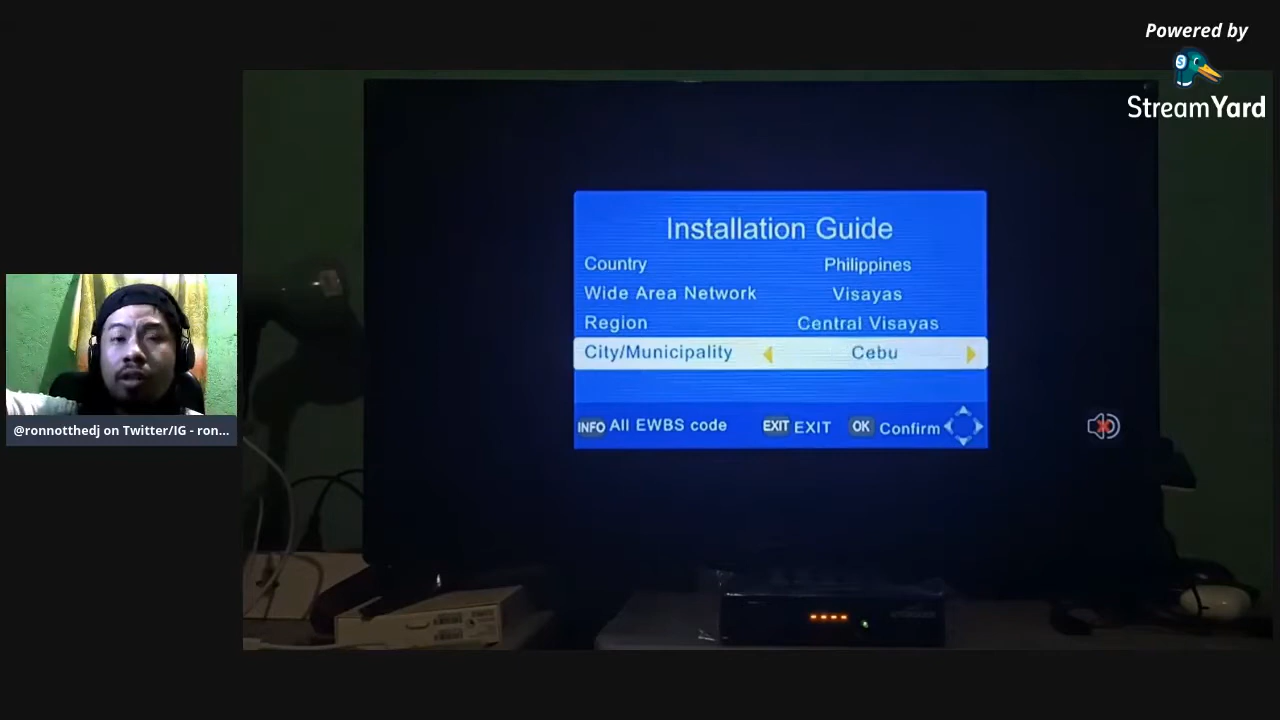 Powered by
StreamYard
Installation Guide
Country Philippines
Wide Area Network Visayas
Region Central Visayas
City/Municipality Cebu
INFO All EWBS code EXIT EXIT OK Confirm
@ronnotthedj on Twitter/IG - ron...